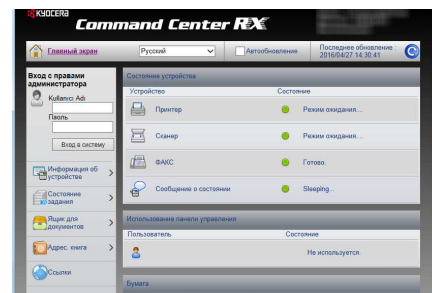 KYOCERA
Command Center RX
Главный экран
Русский
Автообновление
Последнее обновление :
2016/04/27 14:30:41
Вход с правами
администратора
Kullanıcı Adı
Пароль
Вход в систему
Информация об
устройстве
Состояние
задания
Ящик для
документов
Адрес. книга
Ссылки
Состояние устройства
Устройство Состояние
Принтер Режим ожидания...
Сканер Режим ожидания...
ФАКС Готово.
Сообщение о состоянии Sleeping...
Использование панели управления
Пользователь Состояние
Не используется.
Бумага